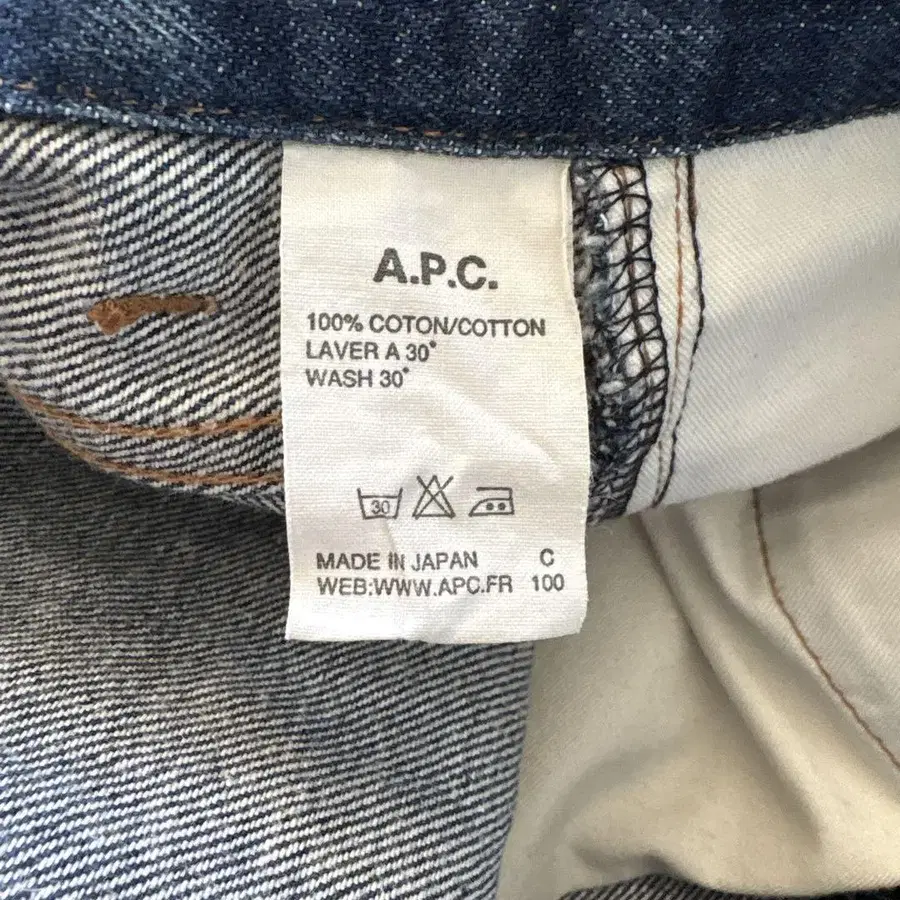 A.P.C.
100% COTON/COTTON
LAVER A 30°
WASH 30°
30
MADE IN JAPAN C
WEB:WWW.APC.FR 100